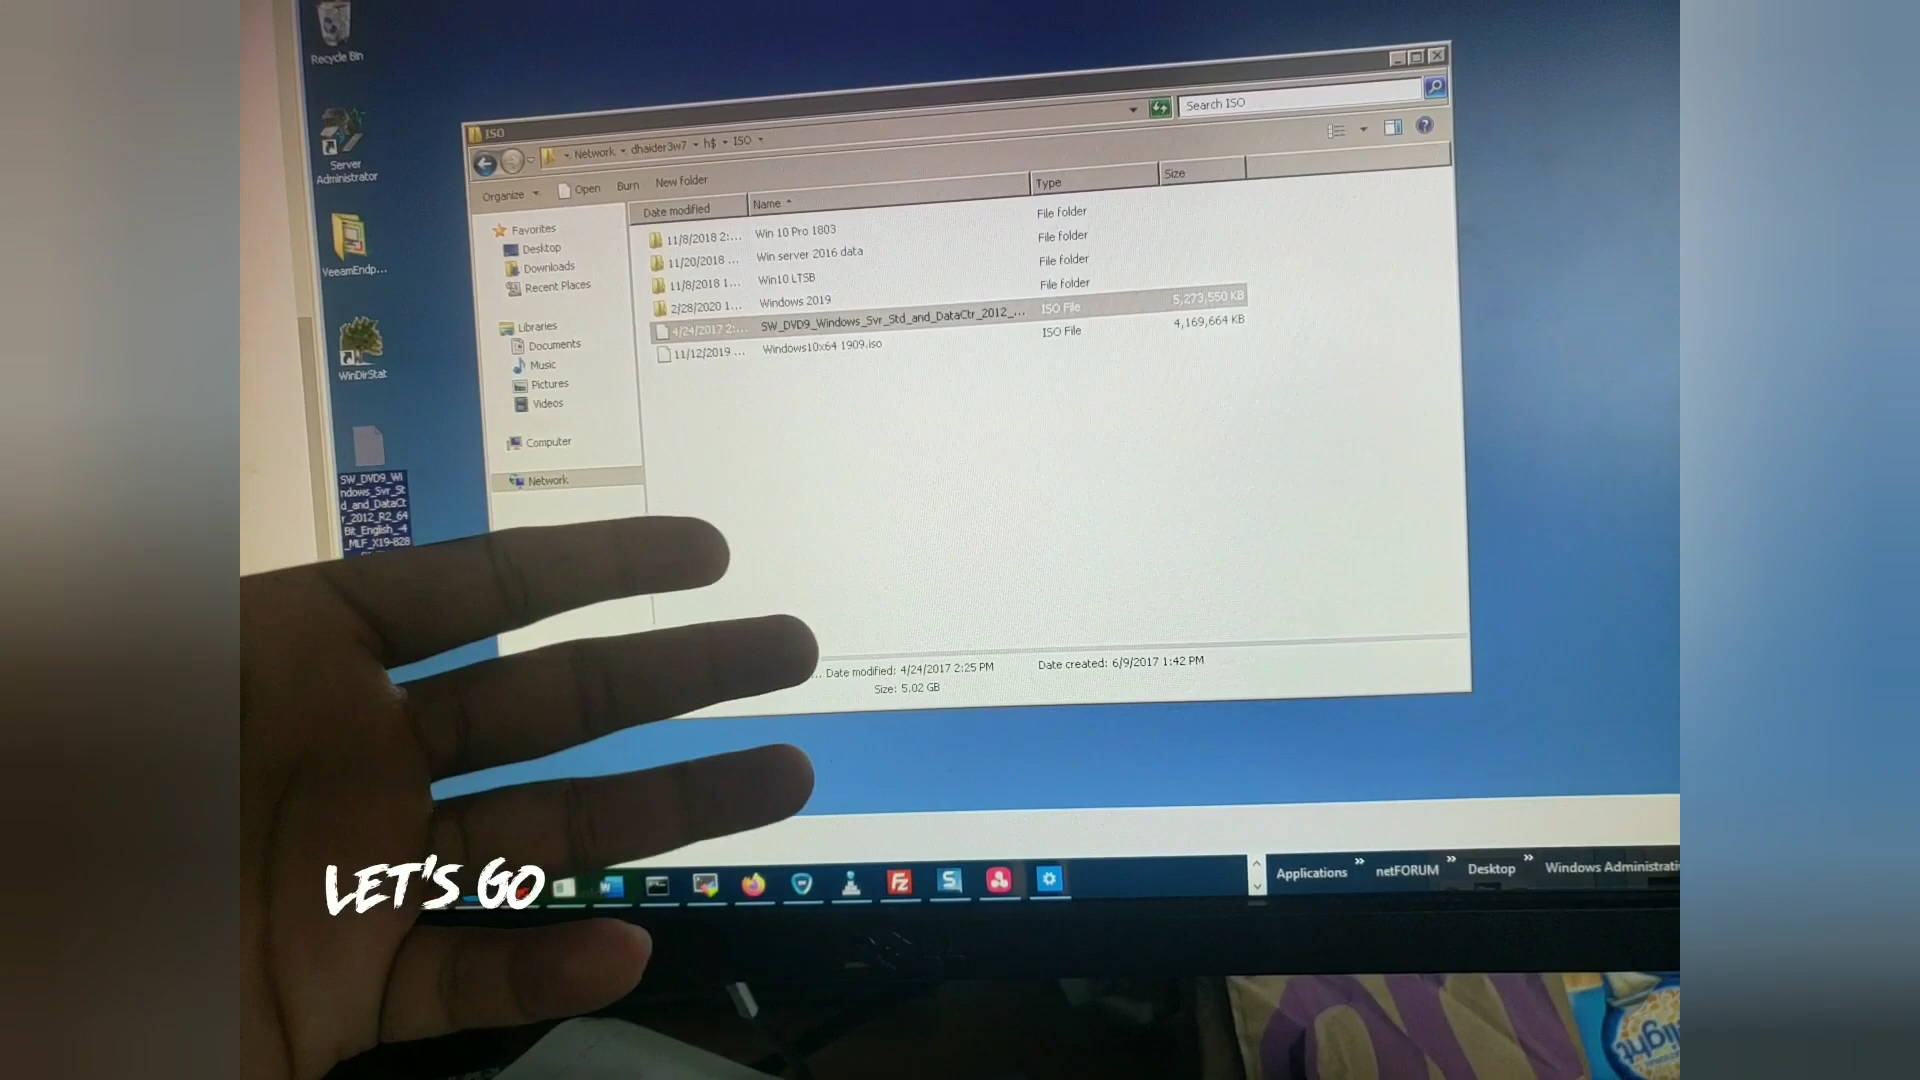 Recycle Bin
Server
Administrator
VeeamEndp...
WinDirStat
SW_DVD9_Wi
ndows_Svr_St
d_and_DataCt
r_2012_R2_64
Bit_English_-4
_MLF_X19-828
ISO
Network
dhaider3w7
h$
ISO
Search ISO
Organize
Open
Burn
New folder
Favorites
Desktop
Downloads
Recent Places
Libraries
Documents
Music
Pictures
Videos
Computer
Network
Date modified Name Type Size
11/8/2018 2:... Win 10 Pro 1803 File folder
11/20/2018 ... Win server 2016 data File folder
11/8/2018 1... Win10 LTSB File folder
2/28/2020 1... Windows 2019 File folder
4/24/2017 2:... SW_DVD9_Windows_Svr_Std_and_DataCtr_2012_... ISO File 5,273,550 KB
11/12/2019 ... Windows10x64 1909.iso ISO File 4,169,664 KB
... Date modified: 4/24/2017 2:25 PM Date created: 6/9/2017 1:42 PM
Size: 5.02 GB
LET'S GO
Applications
netFORUM
Desktop
Windows Administrati
light